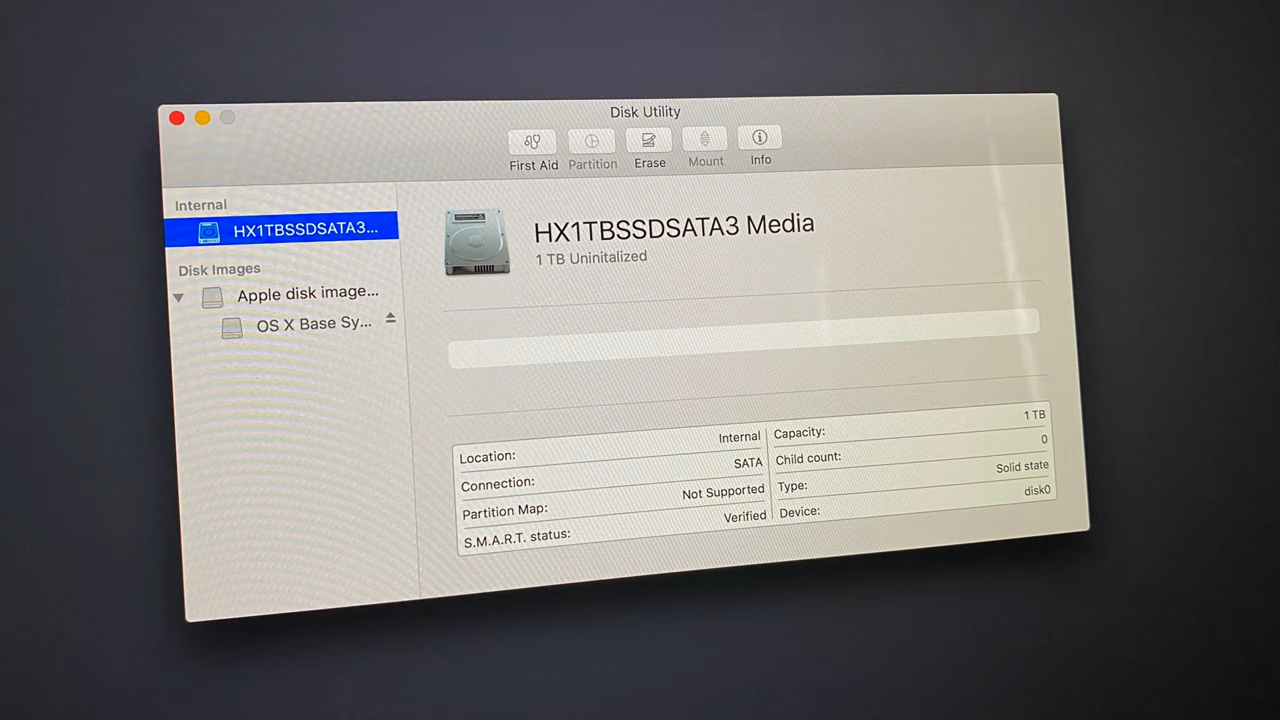 Disk Utility
First Aid
Partition
Erase
Mount
Info
Internal
HX1TBSSDSATA3...
Disk Images
Apple disk image...
OS X Base Sy...
HX1TBSSDSATA3 Media
1 TB Uninitalized
Location: Internal
Connection: SATA
Partition Map: Not Supported
S.M.A.R.T. status: Verified
Capacity: 1 TB
Child count: 0
Type: Solid state
Device: disk0